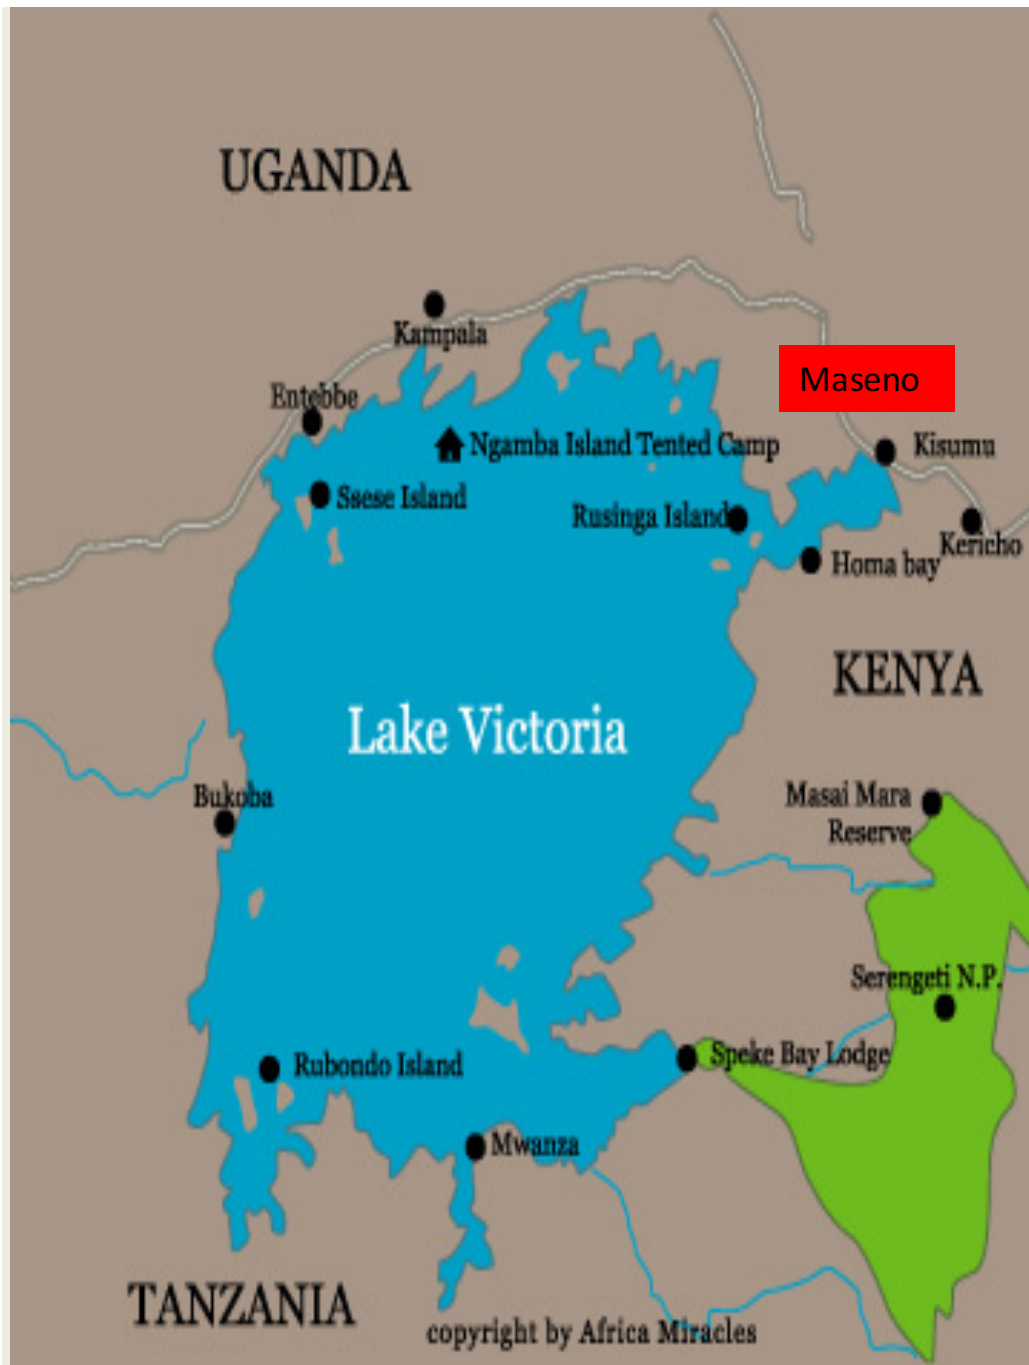 UGANDA
Kampala
Maseno
Entebbe
Ngamba Island Tented Camp
Kisumu
Ssese Island
Rusinga Island
Kericho
Homa bay
KENYA
Lake Victoria
Bukoba
Masai Mara
Reserve
Serengeti N.P.
Speke Bay Lodge
Rubondo Island
Mwanza
TANZANIA
copyright by Africa Miracles